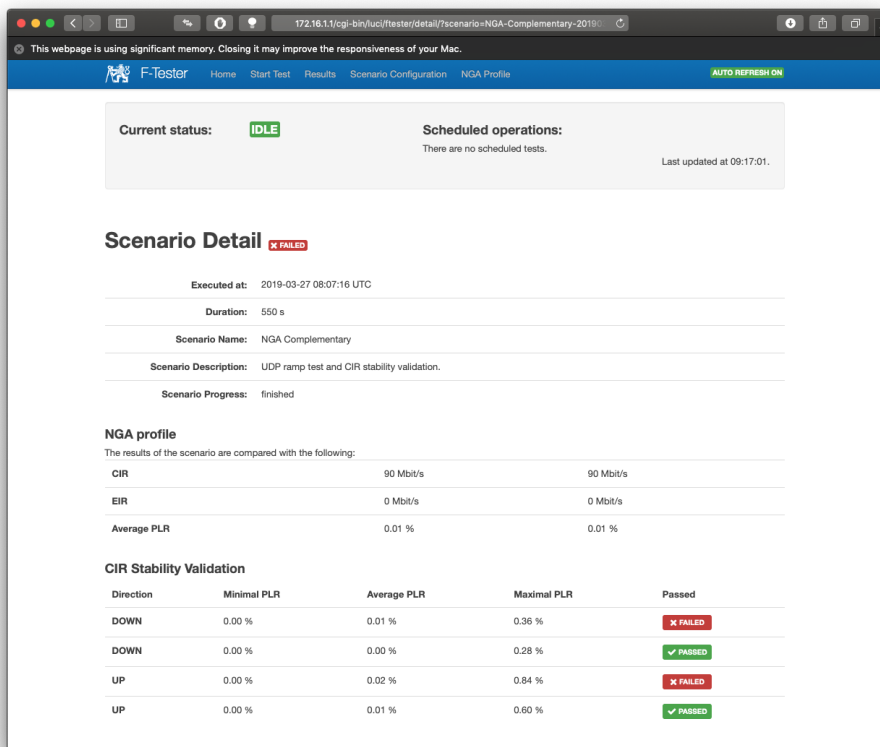 172.16.1.1/cgi-bin/luci/ftester/detail/?scenario=NGA-Complementary-20190
This webpage is using significant memory. Closing it may improve the responsiveness of your Mac.
F-Tester Home Start Test Results Scenario Configuration NGA Profile AUTO REFRESH ON
Current status: IDLE Scheduled operations:
There are no scheduled tests.
Last updated at 09:17:01.
Scenario Detail FAILED
Executed at: 2019-03-27 08:07:16 UTC
Duration: 550 s
Scenario Name: NGA Complementary
Scenario Description: UDP ramp test and CIR stability validation.
Scenario Progress: finished
NGA profile
The results of the scenario are compared with the following:
CIR 90 Mbit/s 90 Mbit/s
EIR 0 Mbit/s 0 Mbit/s
Average PLR 0.01 % 0.01 %
CIR Stability Validation
Direction Minimal PLR Average PLR Maximal PLR Passed
DOWN 0.00 % 0.01 % 0.36 % FAILED
DOWN 0.00 % 0.00 % 0.28 % PASSED
UP 0.00 % 0.02 % 0.84 % FAILED
UP 0.00 % 0.01 % 0.60 % PASSED